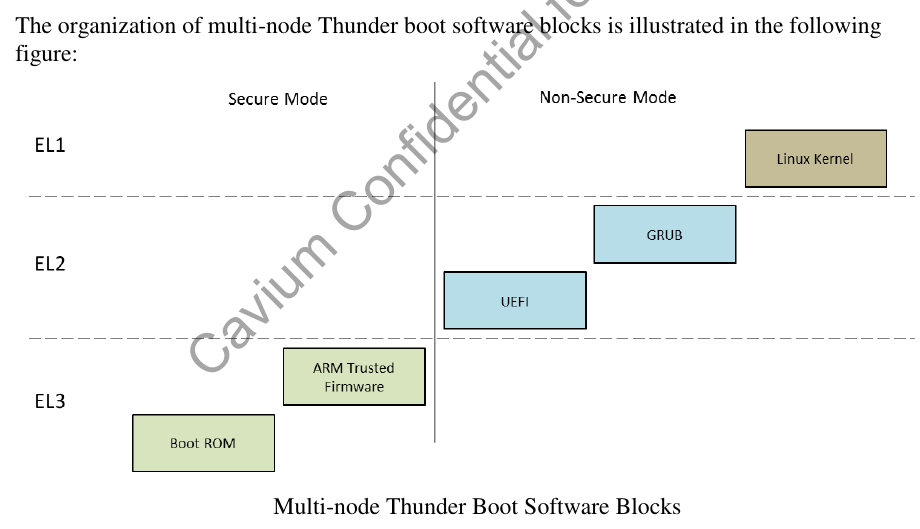 The organization of multi-node Thunder boot software blocks is illustrated in the following
figure:
Secure Mode
Non-Secure Mode
EL1
Linux Kernel
GRUB
EL2
UEFI
ARM Trusted
Firmware
EL3
Boot ROM
Cavium Confidential fo
Multi-node Thunder Boot Software Blocks